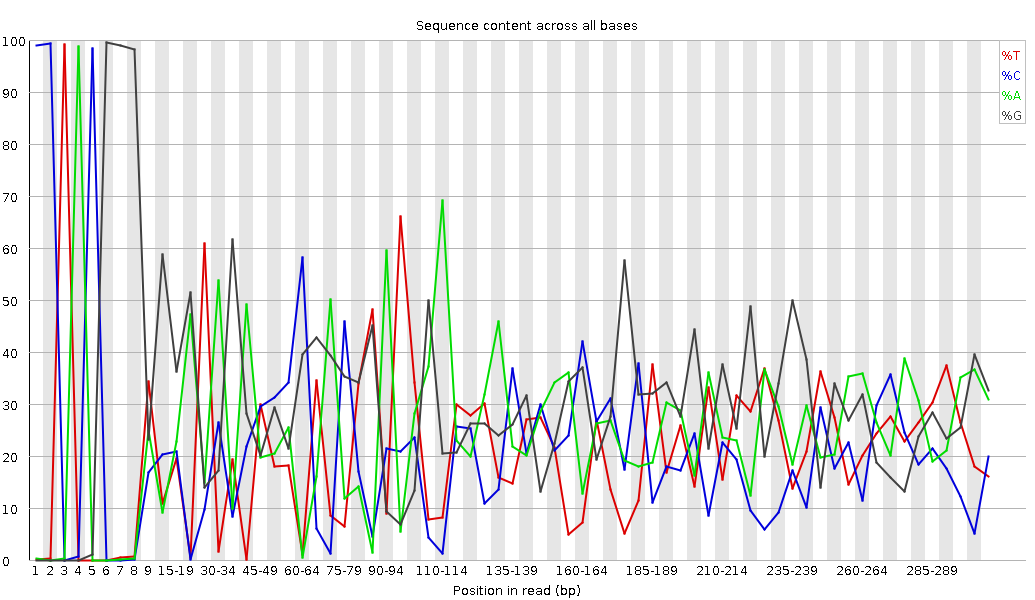 Sequence content across all bases
100
90
80
70
60
50
40
30
20
10
0
%T
%C
%A
%G
1 2 3 4 5 6 7 8 9 15-19 30-34 45-49 60-64 75-79 90-94 110-114 135-139 160-164 185-189 210-214 235-239 260-264 285-289
Position in read (bp)